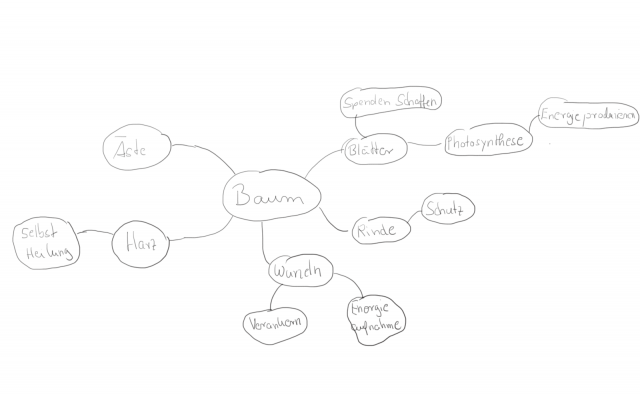 Spenden Schatten
Energie produzieren
Äste
Blätter
Photosynthese
Baum
Schutz
Selbst
Heilung
Harz
Rinde
Wurzeln
Verankern
Energie
aufnahme